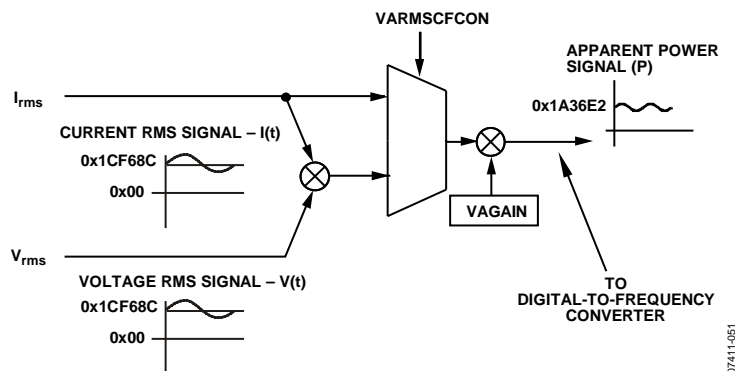 VARMSCFCON
APPARENT POWER
SIGNAL (P)
0x1A36E2
Irms
CURRENT RMS SIGNAL – I(t)
0x1CF68C
0x00
VAGAIN
Vrms
VOLTAGE RMS SIGNAL – V(t)
0x1CF68C
0x00
TO
DIGITAL-TO-FREQUENCY
CONVERTER
07411-051